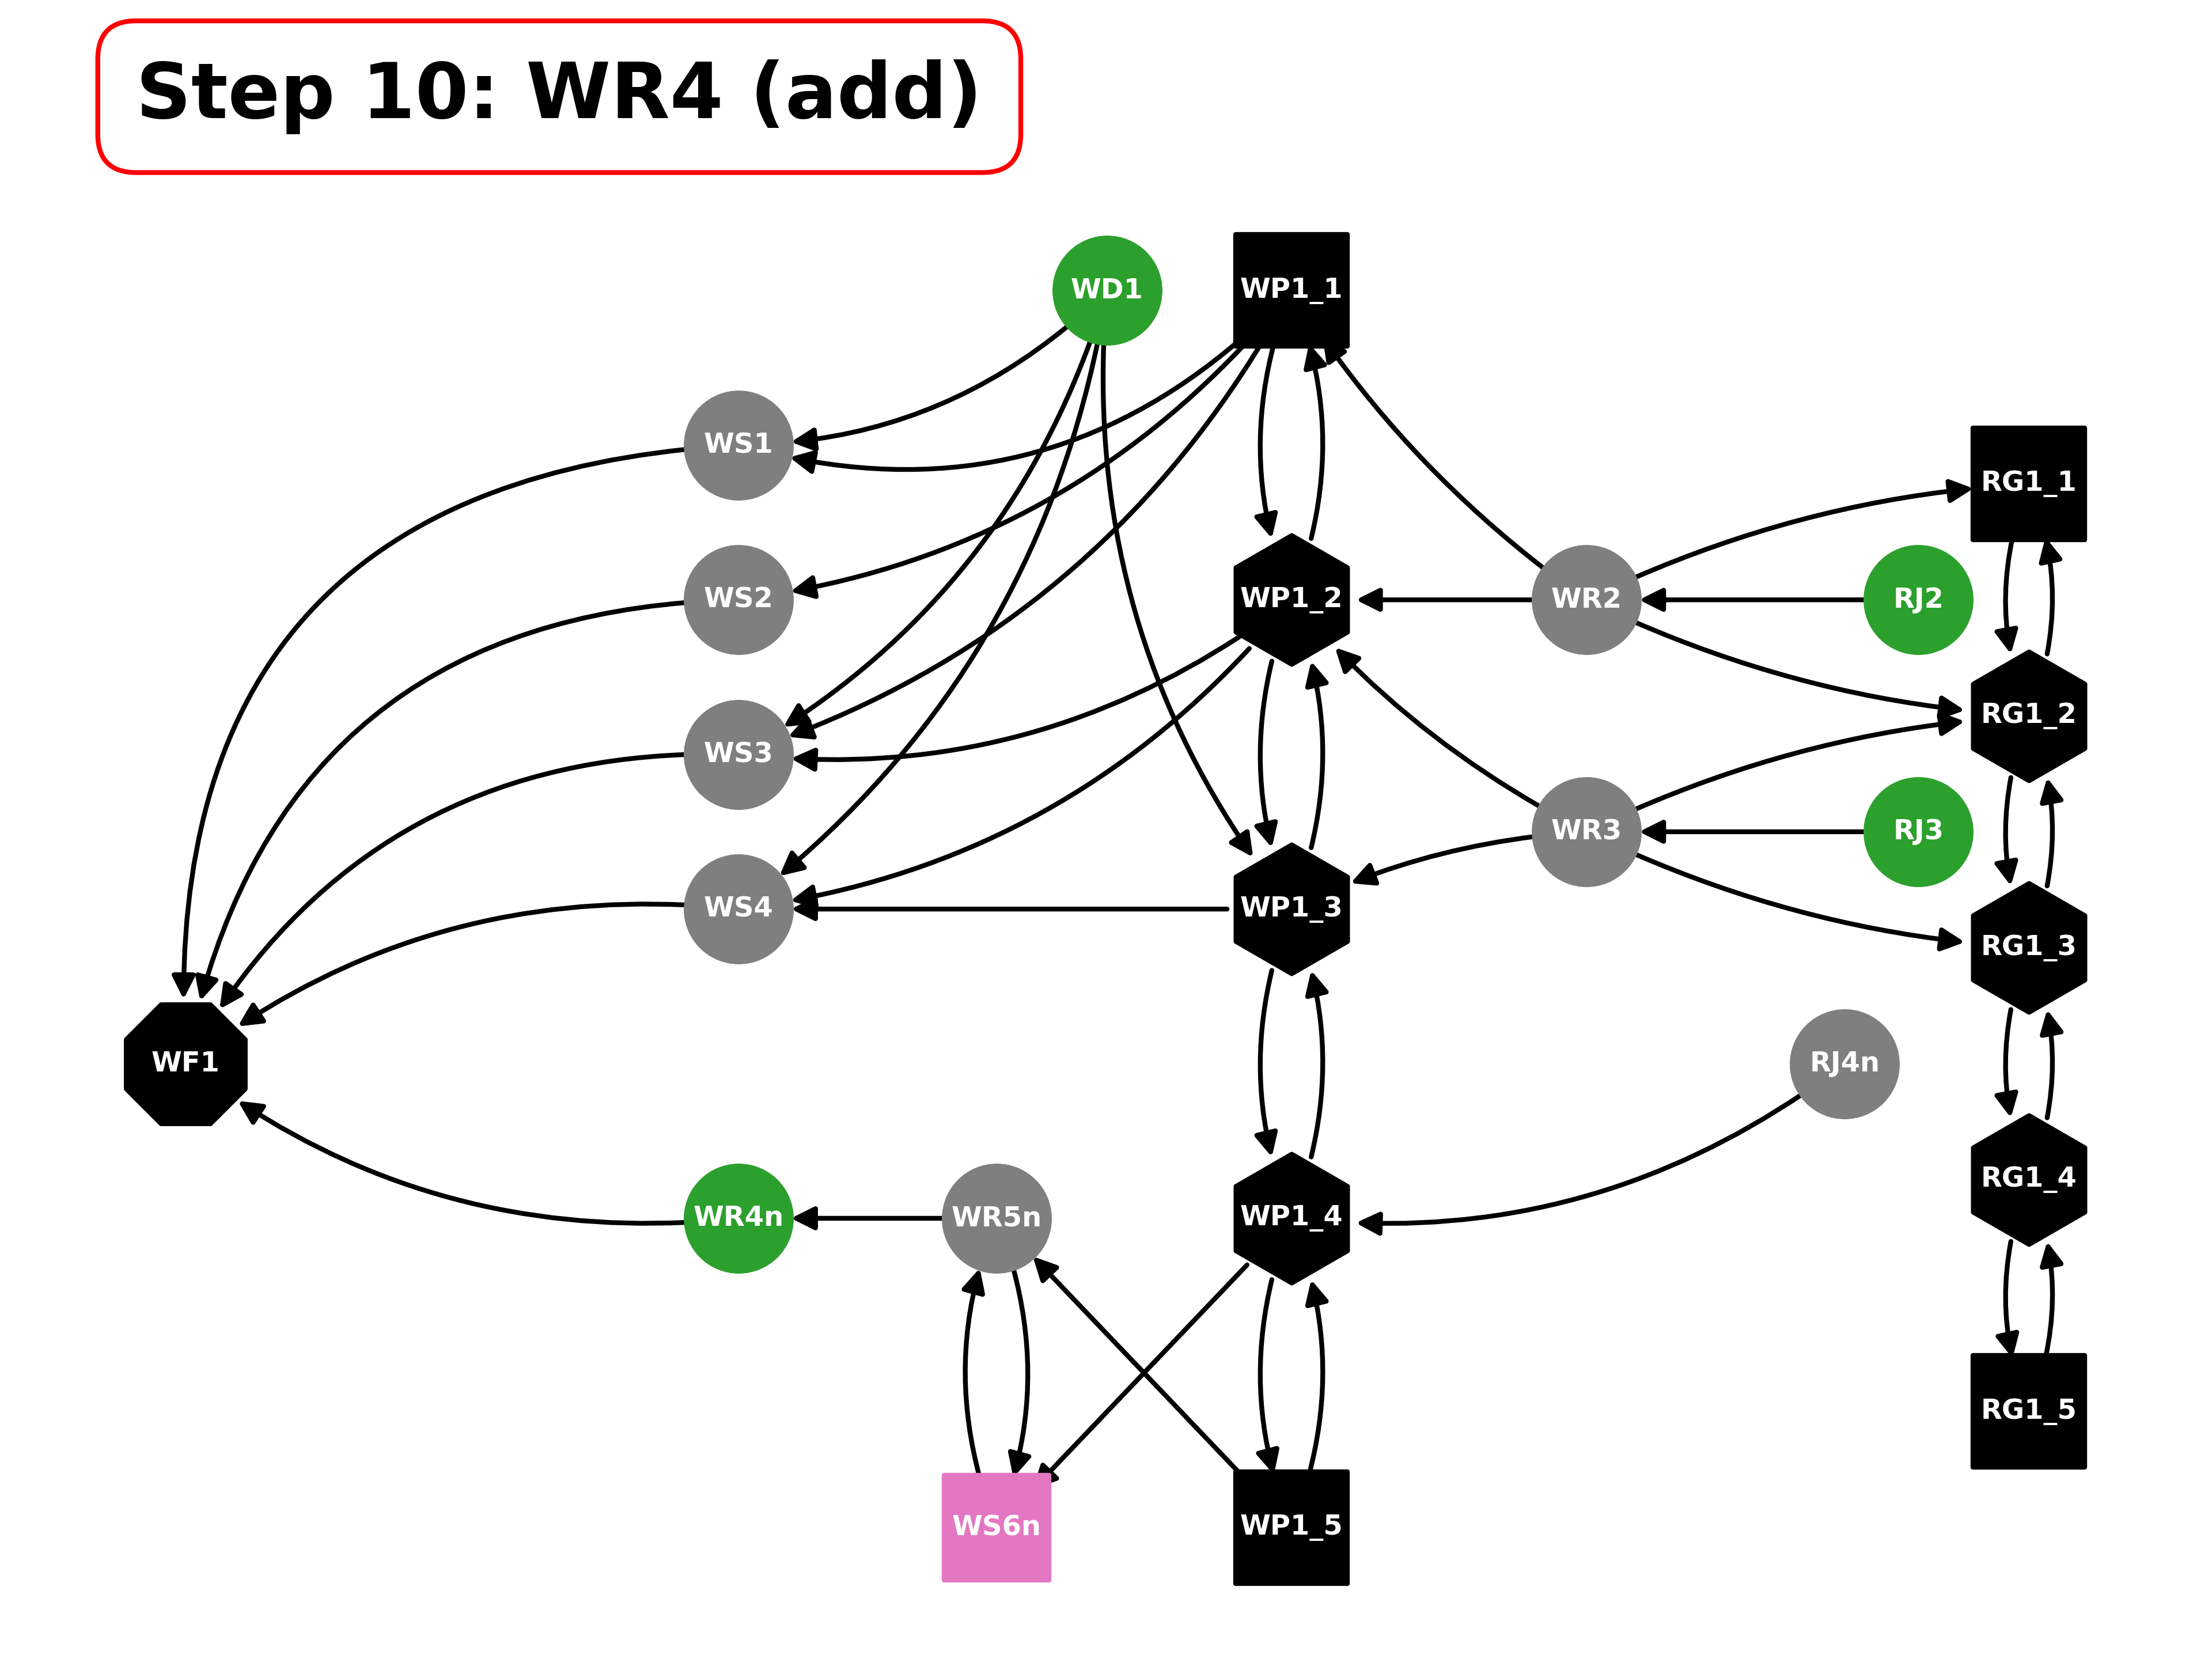 Step 10: WR4 (add)
WD1
WP1_1
WS1
RG1_1
WS2
WP1_2
WR2
RJ2
RG1_2
WS3
WR3
RJ3
WS4
WP1_3
RG1_3
WF1
RJ4n
RG1_4
WR4n
WR5n
WP1_4
RG1_5
WS6n
WP1_5